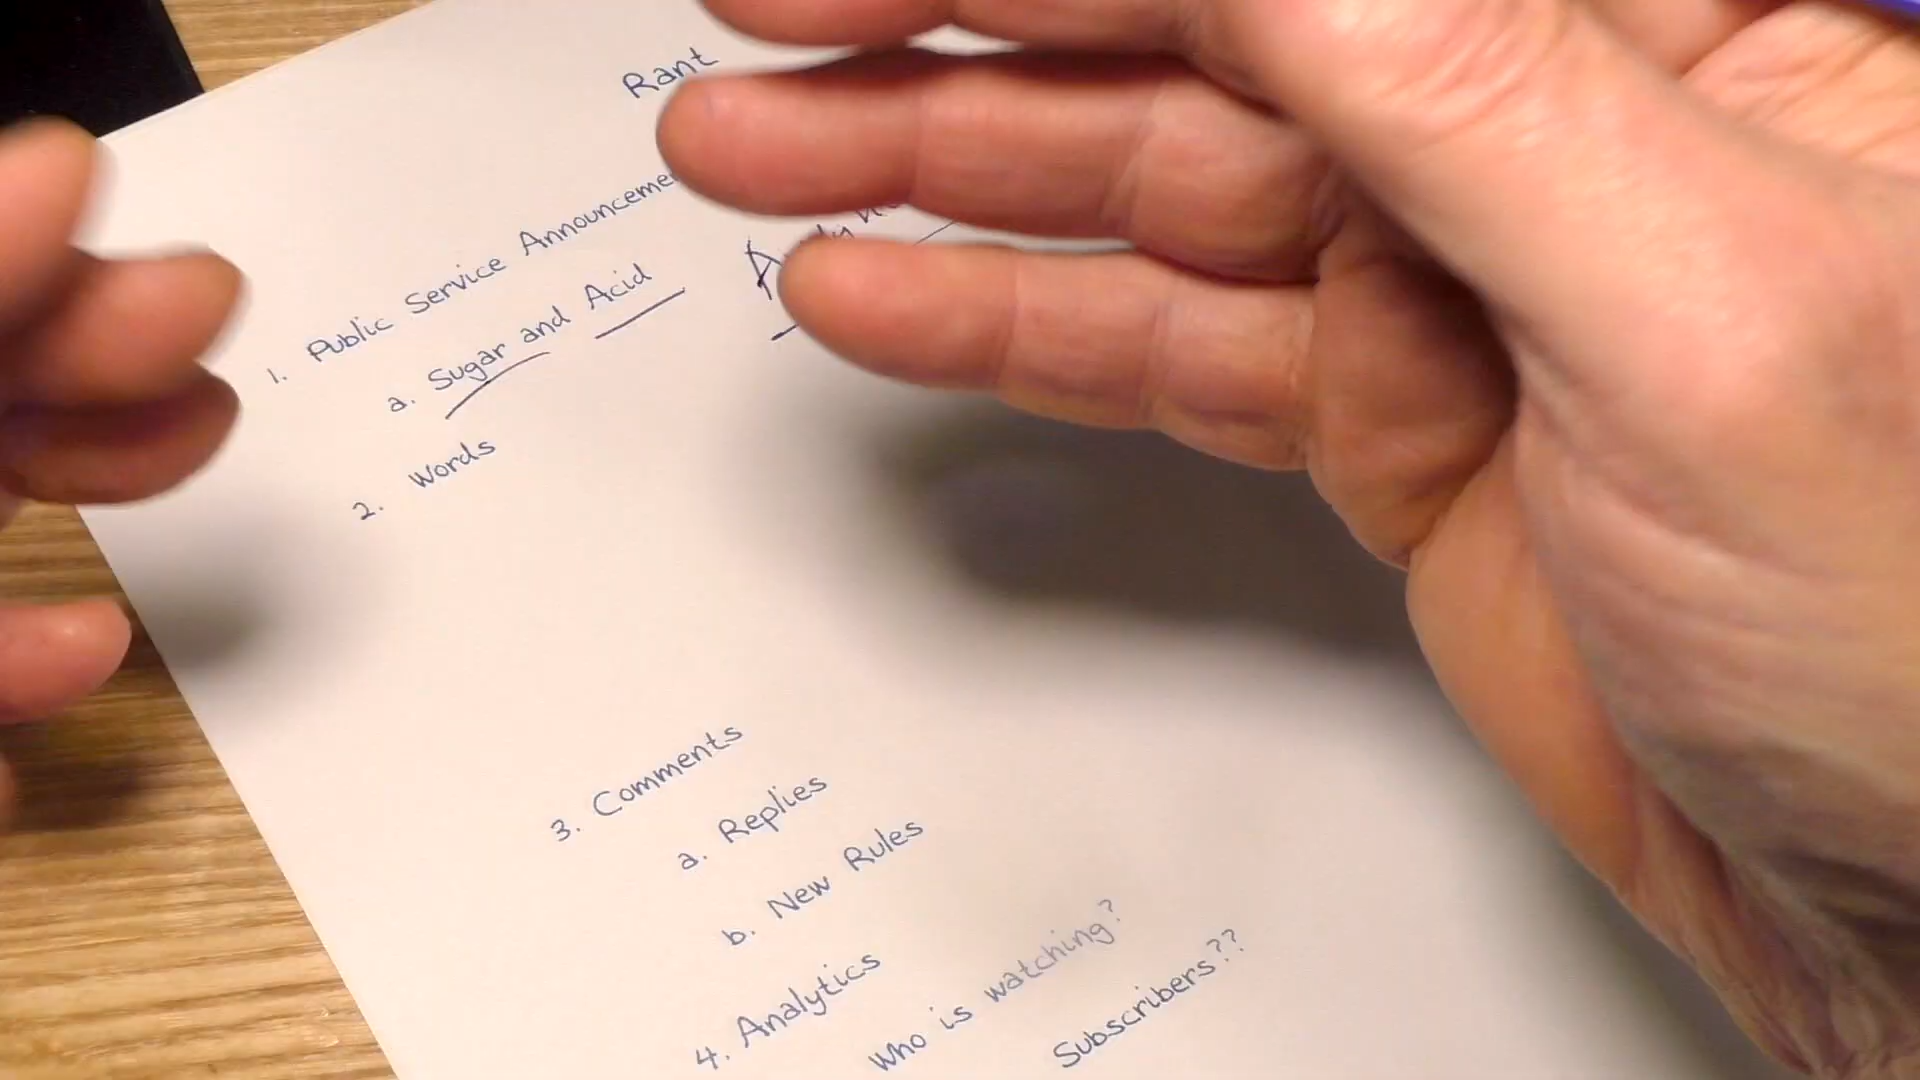 Rant
1. Public Service Announceme
a. Sugar and Acid
2. Words
3. Comments
a. Replies
b. New Rules
4. Analytics
Who is watching?
Subscribers??